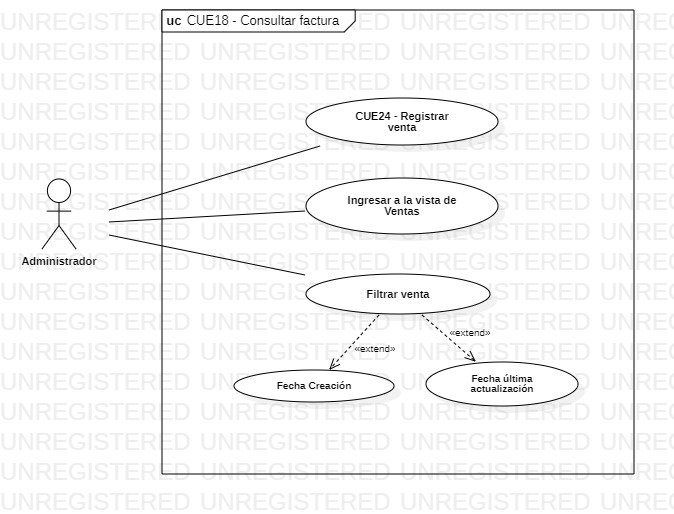 uc CUE18 - Consultar factura
CUE24 - Registrar
venta
Ingresar a la vista de
Ventas
Administrador
Filtrar venta
«extend»
«extend»
Fecha Creación
Fecha última
actualización
UNREGISTERED